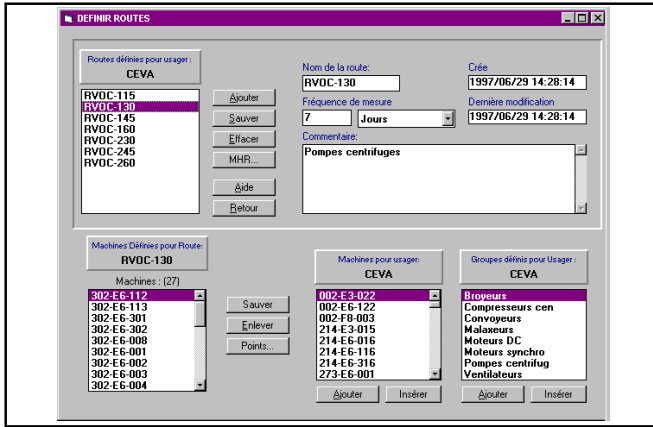 DEFINIR ROUTES
Routes définies pour usager :
CEVA
RVOC-115
RVOC-130
RVOC-145
RVOC-160
RVOC-230
RVOC-245
RVOC-260
Ajouter
Sauver
Effacer
MHR...
Aide
Retour
Nom de la route:
RVOC-130
Crée
1997/06/29 14:28:14
Fréquence de mesure
7
Jours
Dernière modification
1997/06/29 14:28:14
Commentaire:
Pompes centrifuges
Machines Définies pour Route:
RVOC-130
Machines : (27)
302-E6-112
302-E6-113
302-E6-301
302-E6-302
302-E6-008
302-E6-001
302-E6-002
302-E6-003
302-E6-004
Sauver
Enlever
Points...
Machines pour usager:
CEVA
002-E3-022
002-E6-122
002-F8-003
214-E3-015
214-E6-016
214-E6-116
214-E6-316
273-E6-001
Ajouter
Insérer
Groupes définis pour Usager :
CEVA
Broyeurs
Compresseurs cen
Convoyeurs
Malaxeurs
Moteurs DC
Moteurs synchro
Pompes centrifug
Ventilateurs
Ajouter
Insérer